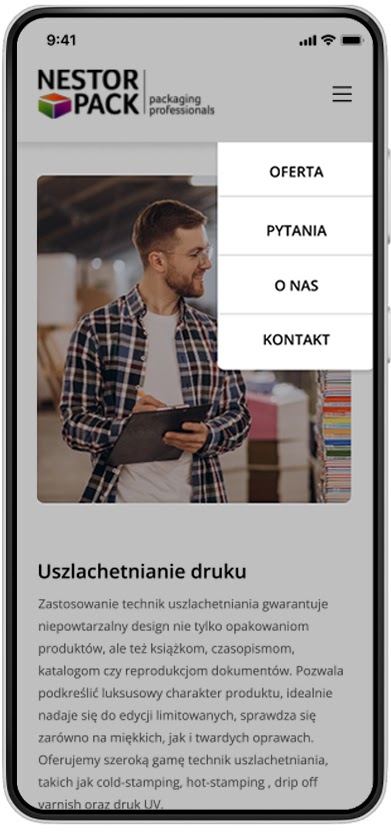 9:41
NESTOR
PACK
packaging
professionals
OFERTA
PYTANIA
O NAS
KONTAKT
Uszlachetnianie druku
Zastosowanie technik uszlachetniania gwarantuje
niepowtarzalny design nie tylko opakowaniom
produktów, ale też książkom, czasopismom,
katalogom czy reprodukcjom dokumentów. Pozwala
podkreślić luksusowy charakter produktu, idealnie
nadaje się do edycji limitowanych, sprawdza się
zarówno na miękkich, jak i twardych oprawach.
Oferujemy szeroką gamę technik uszlachetniania,
takich jak cold-stamping, hot-stamping , drip off
varnish oraz druk UV.